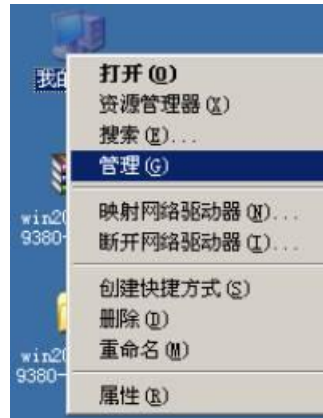 我的
打开(O)
资源管理器(X)
搜索(E)...
管理(G)
win20
9380-
映射网络驱动器(N)...
断开网络驱动器(I)...
创建快捷方式(S)
删除(D)
win20
9380-
重命名(M)
属性(R)